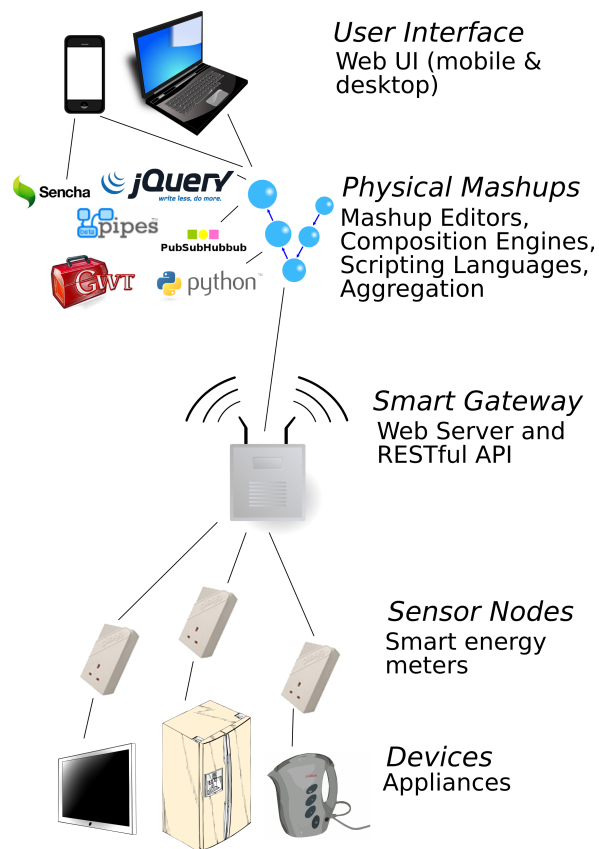 User Interface
Web UI (mobile &
desktop)
Sencha
jQuery
write less, do more.
pipes
beta
PubSubHubbub
GWT
python™
Physical Mashups
Mashup Editors,
Composition Engines,
Scripting Languages,
Aggregation
Smart Gateway
Web Server and
RESTful API
Sensor Nodes
Smart energy
meters
Devices
Appliances